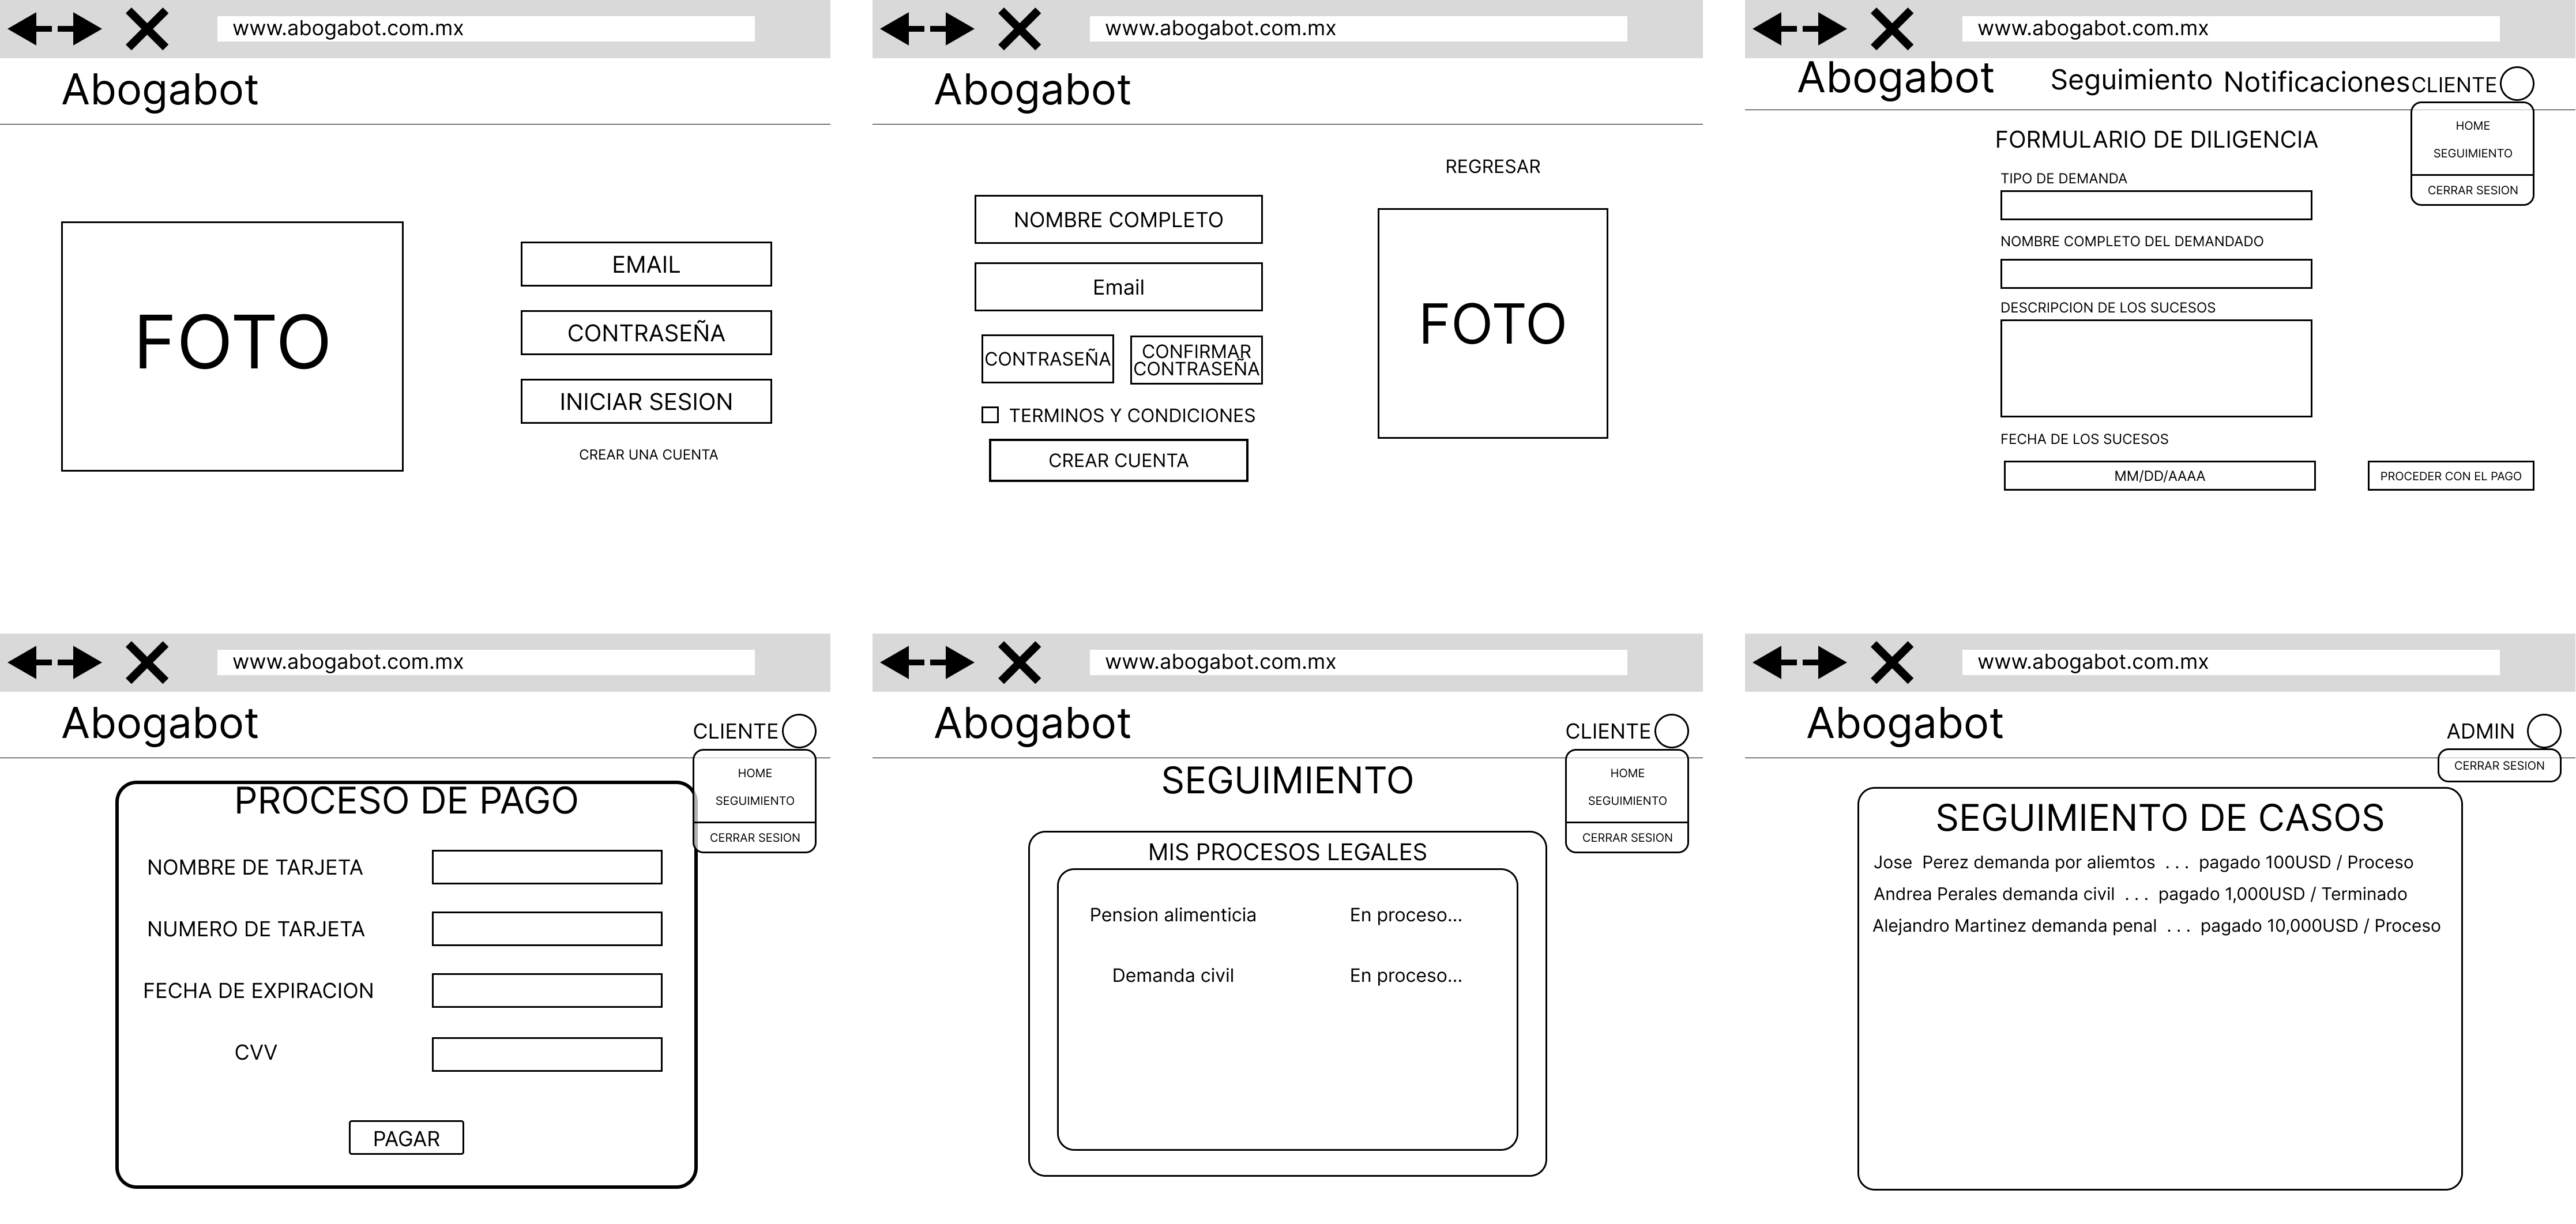 www.abogabot.com.mx
Abogabot
FOTO
EMAIL
CONTRASEÑA
INICIAR SESION
CREAR UNA CUENTA
www.abogabot.com.mx
Abogabot
REGRESAR
NOMBRE COMPLETO
Email
CONTRASEÑA
CONFIRMAR
CONTRASEÑA
TERMINOS Y CONDICIONES
CREAR CUENTA
FOTO
www.abogabot.com.mx
Abogabot
Seguimiento
Notificaciones
CLIENTE
HOME
SEGUIMIENTO
CERRAR SESION
FORMULARIO DE DILIGENCIA
TIPO DE DEMANDA
NOMBRE COMPLETO DEL DEMANDADO
DESCRIPCION DE LOS SUCESOS
FECHA DE LOS SUCESOS
MM/DD/AAAA
PROCEDER CON EL PAGO
www.abogabot.com.mx
Abogabot
CLIENTE
HOME
SEGUIMIENTO
CERRAR SESION
PROCESO DE PAGO
NOMBRE DE TARJETA
NUMERO DE TARJETA
FECHA DE EXPIRACION
CVV
PAGAR
www.abogabot.com.mx
Abogabot
CLIENTE
HOME
SEGUIMIENTO
CERRAR SESION
SEGUIMIENTO
MIS PROCESOS LEGALES
Pension alimenticia En proceso...
Demanda civil En proceso...
www.abogabot.com.mx
Abogabot
ADMIN
CERRAR SESION
SEGUIMIENTO DE CASOS
Jose Perez demanda por aliemtos . . . pagado 100USD / Proceso
Andrea Perales demanda civil . . . pagado 1,000USD / Terminado
Alejandro Martinez demanda penal . . . pagado 10,000USD / Proceso